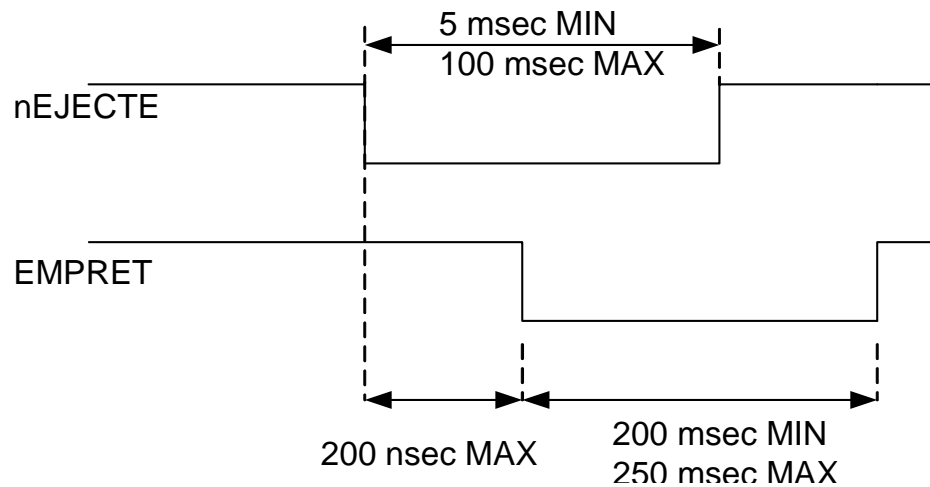 5 msec MIN
100 msec MAX
nEJECTE
EMPRET
200 nsec MAX
200 msec MIN
250 msec MAX